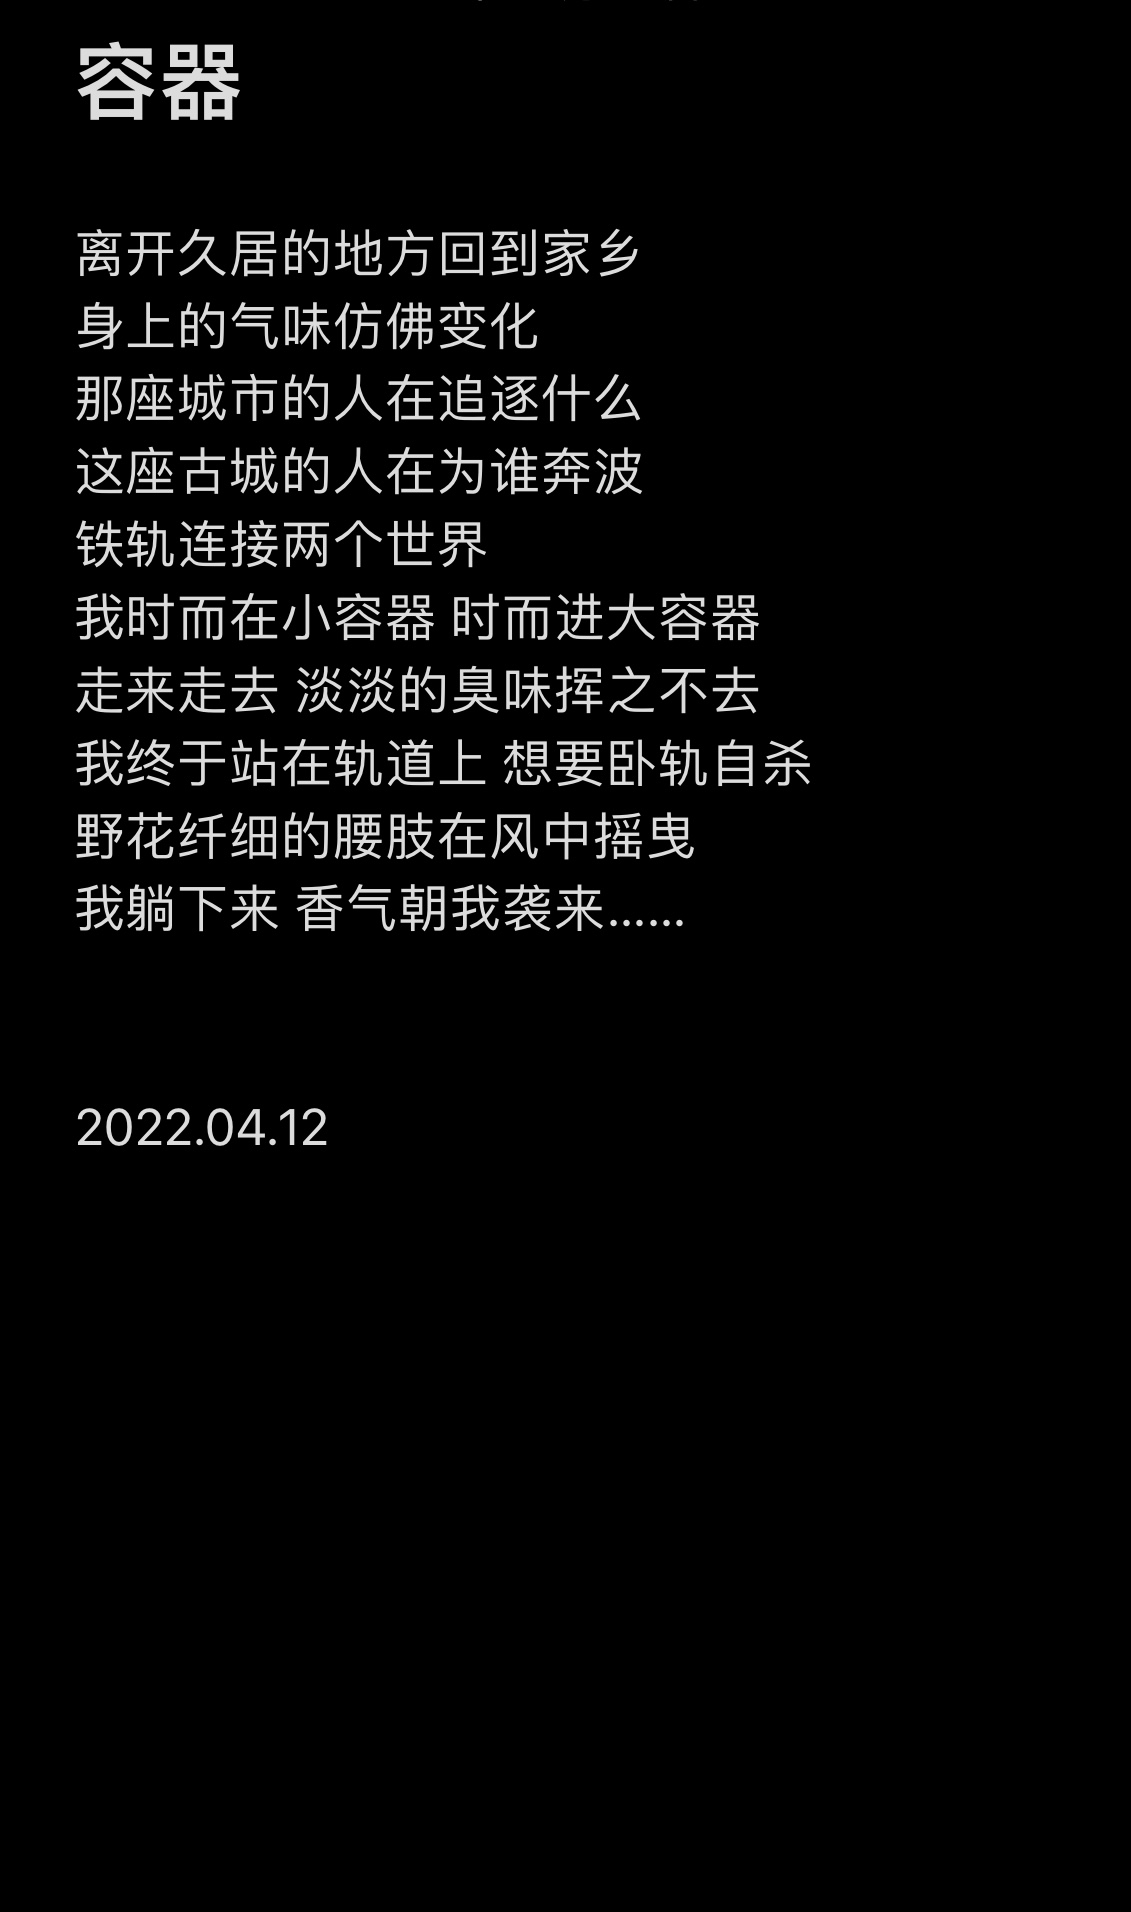 容器
离开久居的地方回到家乡
身上的气味仿佛变化
那座城市的人在追逐什么
这座古城的人在为谁奔波
铁轨连接两个世界
我时而在小容器 时而进大容器
走来走去 淡淡的臭味挥之不去
我终于站在轨道上 想要卧轨自杀
野花纤细的腰肢在风中摇曳
我躺下来 香气朝我袭来……
2022.04.12